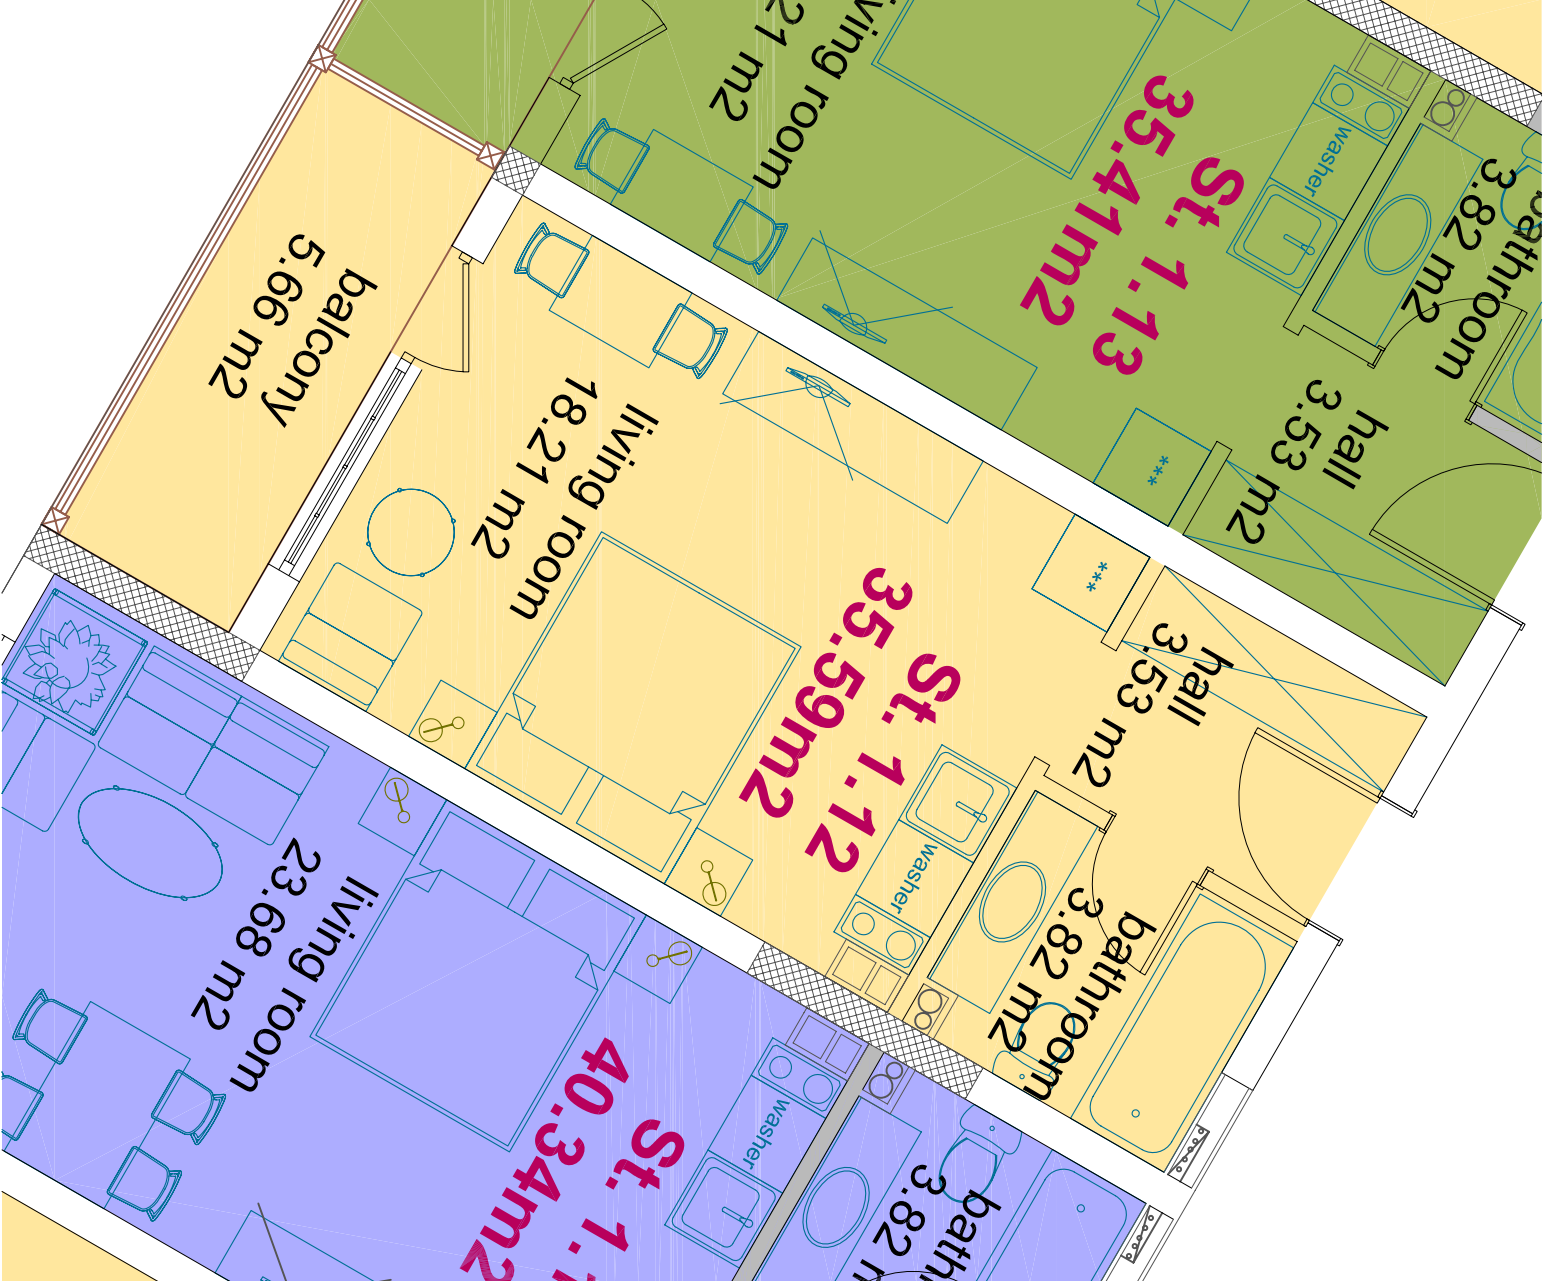 living room
21 m2
St. 1.13
35.41m2
washer
bathroom
3.82 m2
hall
3.53 m2
***
balcony
5.66 m2
living room
18.21 m2
***
St. 1.12
35.59m2
hall
3.53 m2
washer
bathroom
3.82 m2
living room
23.68 m2
St. 1.1
40.34m2
washer
bath
3.82 m